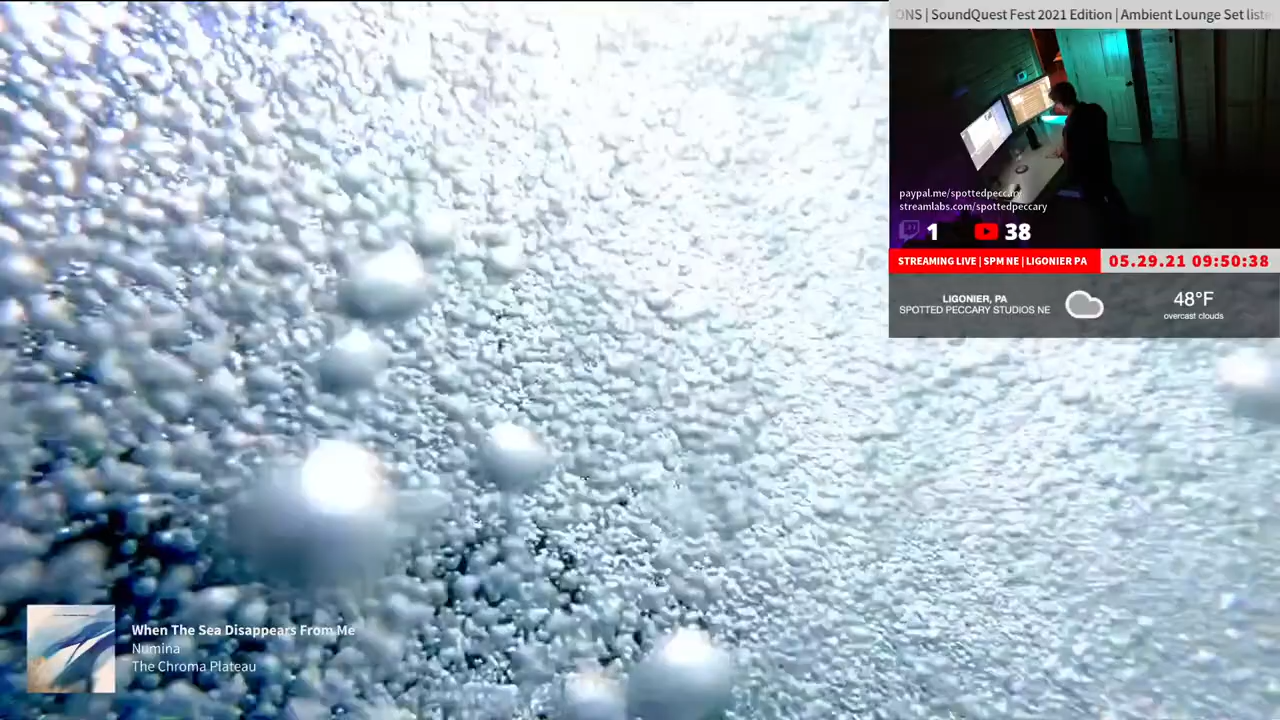 ONS | SoundQuest Fest 2021 Edition | Ambient Lounge Set liste
paypal.me/spottedpeccary
streamlabs.com/spottedpeccary
1 38
STREAMING LIVE | SPM NE | LIGONIER PA 05.29.21 09:50:38
LIGONIER, PA
SPOTTED PECCARY STUDIOS NE
48°F
overcast clouds
When The Sea Disappears From Me
Numina
The Chroma Plateau